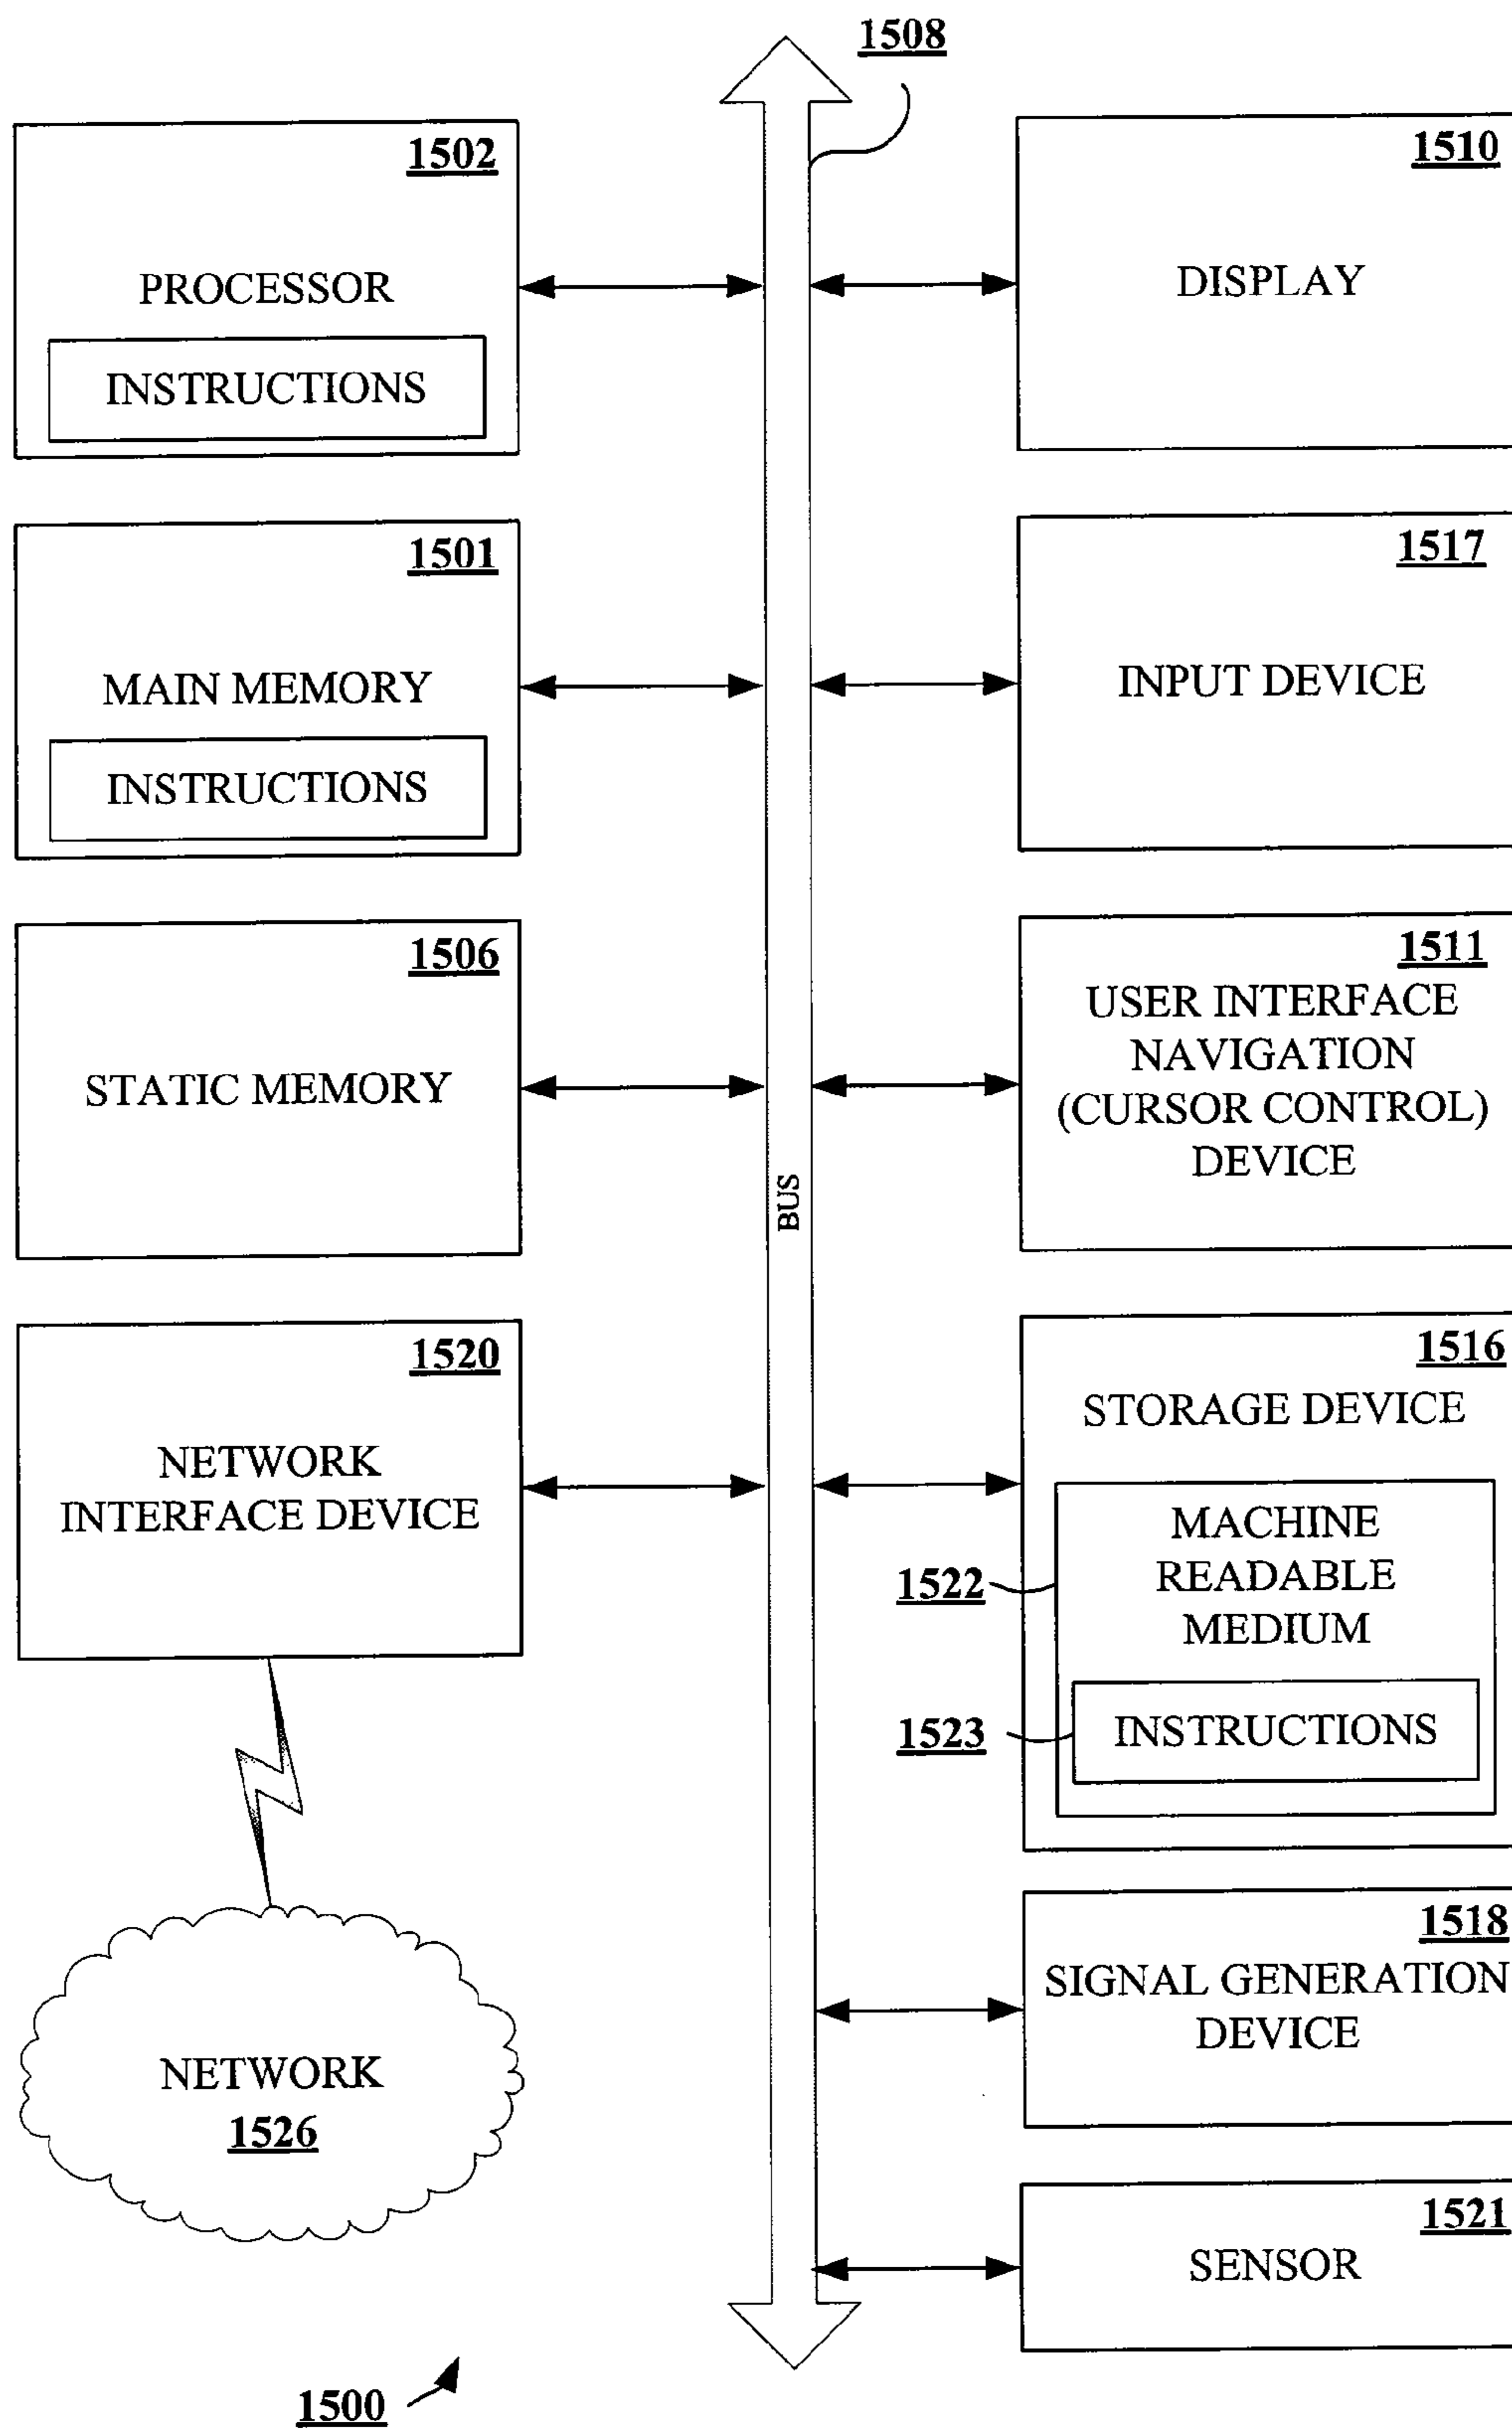 1508
1502
PROCESSOR
INSTRUCTIONS
1510
DISPLAY
1501
MAIN MEMORY
INSTRUCTIONS
1517
INPUT DEVICE
1506
STATIC MEMORY
1511
USER INTERFACE
NAVIGATION
(CURSOR CONTROL)
DEVICE
BUS
1520
NETWORK
INTERFACE DEVICE
1516
STORAGE DEVICE
MACHINE
READABLE
MEDIUM
1522
INSTRUCTIONS
1523
1518
SIGNAL GENERATION
DEVICE
NETWORK
1526
1521
SENSOR
1500